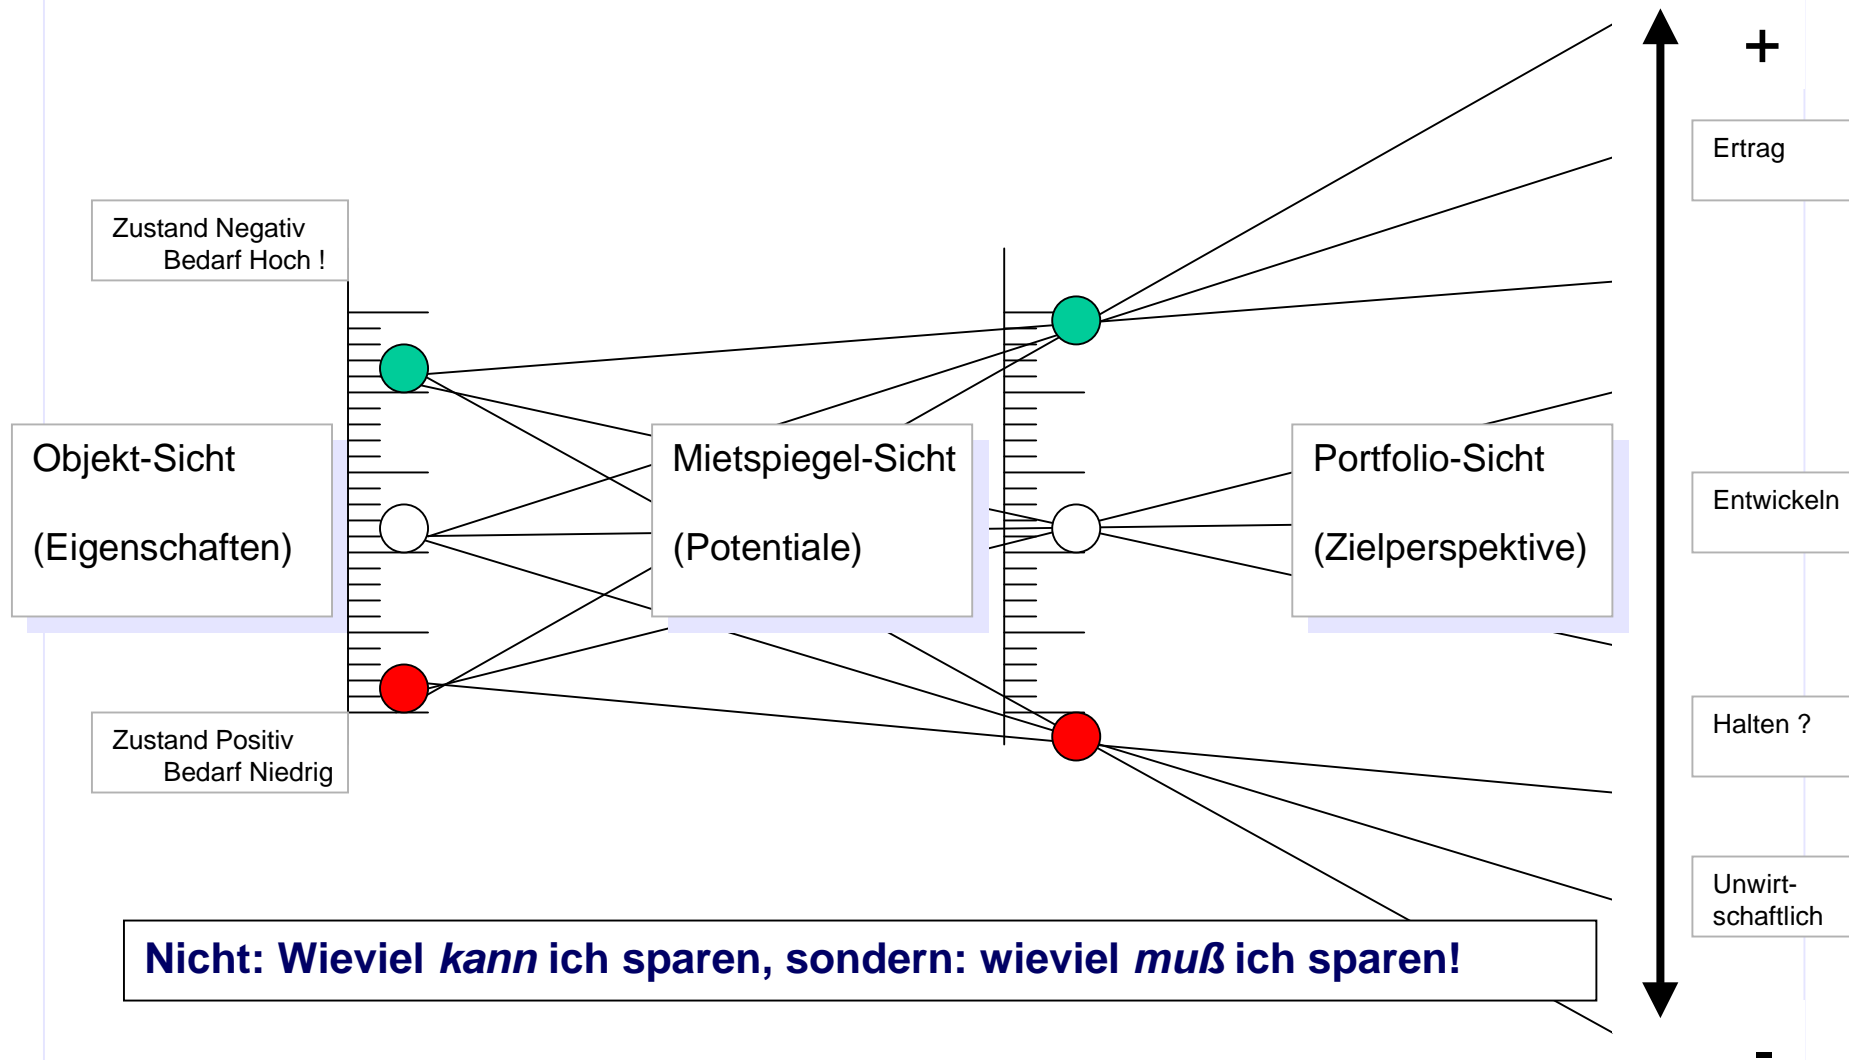 +
Ertrag
Zustand Negativ
Bedarf Hoch !
Objekt-Sicht
(Eigenschaften)
Mietspiegel-Sicht
(Potentiale)
Portfolio-Sicht
(Zielperspektive)
Entwickeln
Zustand Positiv
Bedarf Niedrig
Halten ?
Unwirt-
schaftlich
Nicht: Wieviel kann ich sparen, sondern: wieviel muß ich sparen!
-